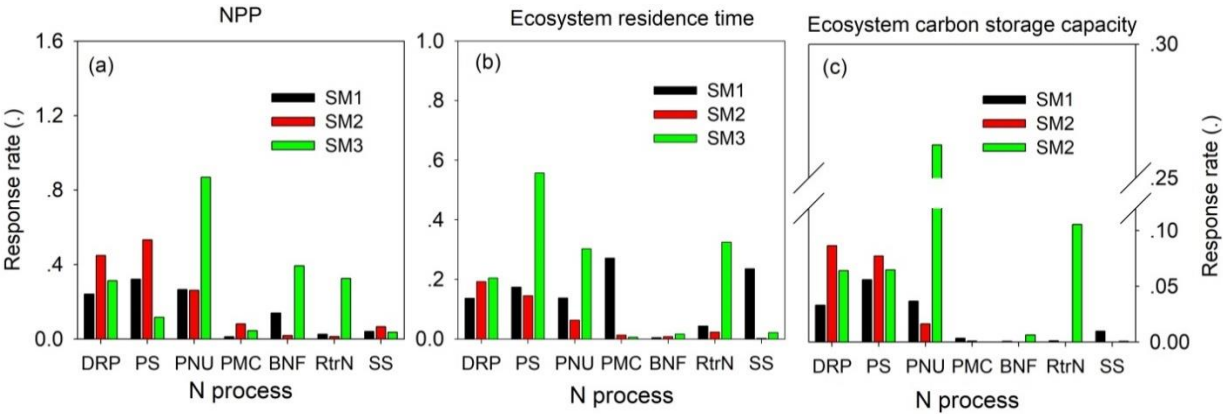 NPP
(a)
SM1
SM2
SM3
Response rate (.)
1.6
1.2
.8
.4
0.0
DRP PS PNU PMC BNF RtrN SS
N process
Ecosystem residence time
(b)
SM1
SM2
SM3
1.0
.8
.6
.4
.2
0.0
DRP PS PNU PMC BNF RtrN SS
N process
Ecosystem carbon storage capacity
(c)
SM1
SM2
SM2
.30
.25
.10
.05
0.00
Response rate (.)
DRP PS PNU PMC BNF RtrN SS
N process